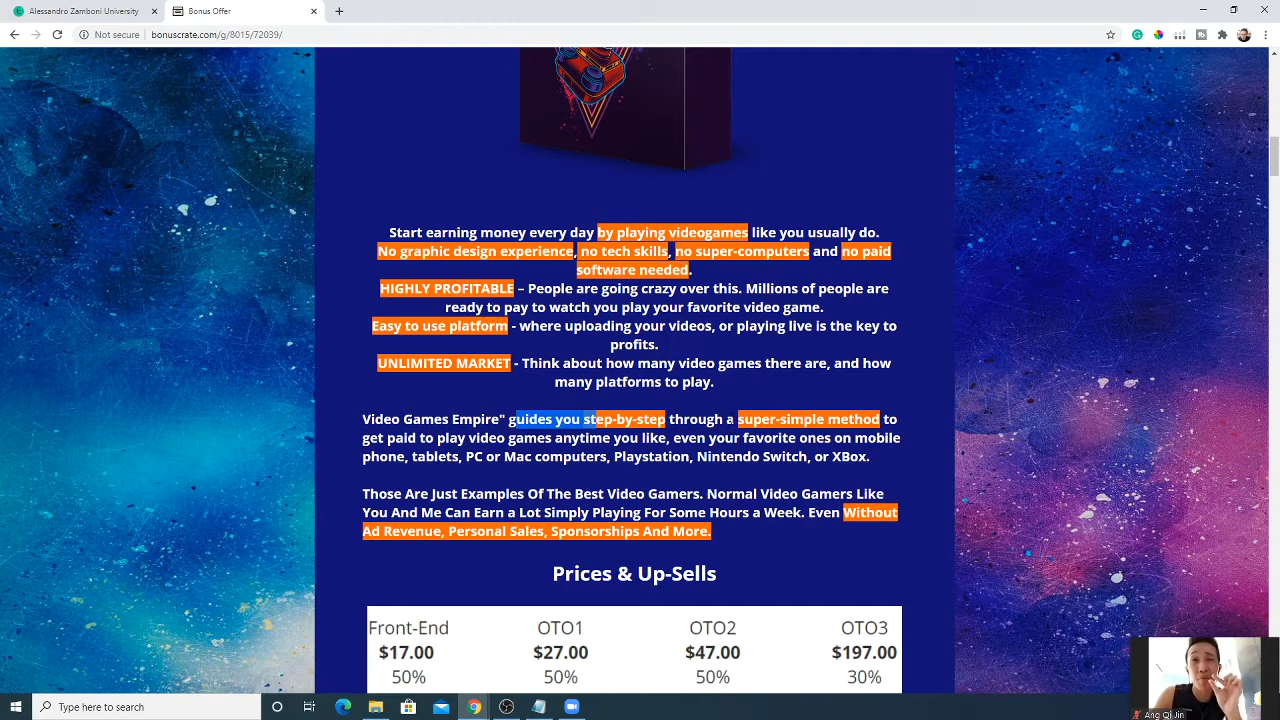 Alessandro Zamboni University
Bonus Offer
Not secure
bonuscrate.com/g/8015/72039/
Start earning money every day by playing videogames like you usually do.
No graphic design experience, no tech skills, no super-computers and no paid
software needed.
HIGHLY PROFITABLE – People are going crazy over this. Millions of people are
ready to pay to watch you play your favorite video game.
Easy to use platform - where uploading your videos, or playing live is the key to
profits.
UNLIMITED MARKET - Think about how many video games there are, and how
many platforms to play.
Video Games Empire" guides you step-by-step through a super-simple method to
get paid to play video games anytime you like, even your favorite ones on mobile
phone, tablets, PC or Mac computers, Playstation, Nintendo Switch, or XBox.
Those Are Just Examples Of The Best Video Gamers. Normal Video Gamers Like
You And Me Can Earn a Lot Simply Playing For Some Hours a Week. Even Without
Ad Revenue, Personal Sales, Sponsorships And More.
Prices & Up-Sells
Front-End OTO1 OTO2 OTO3
$17.00 $27.00 $47.00 $197.00
50% 50% 50% 30%
Ang Qi Jin
Type here to search